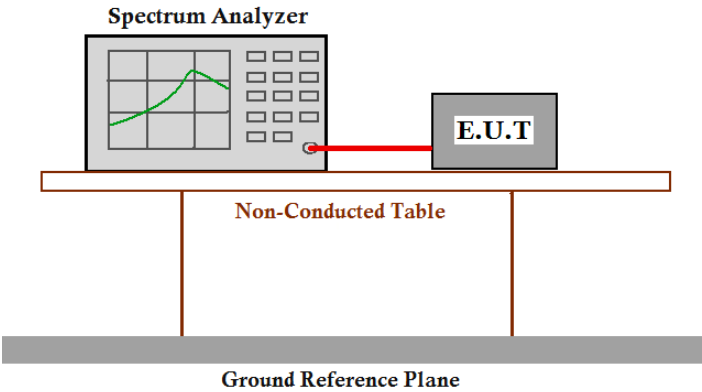 Spectrum Analyzer
E.U.T
Non-Conducted Table
Ground Reference Plane